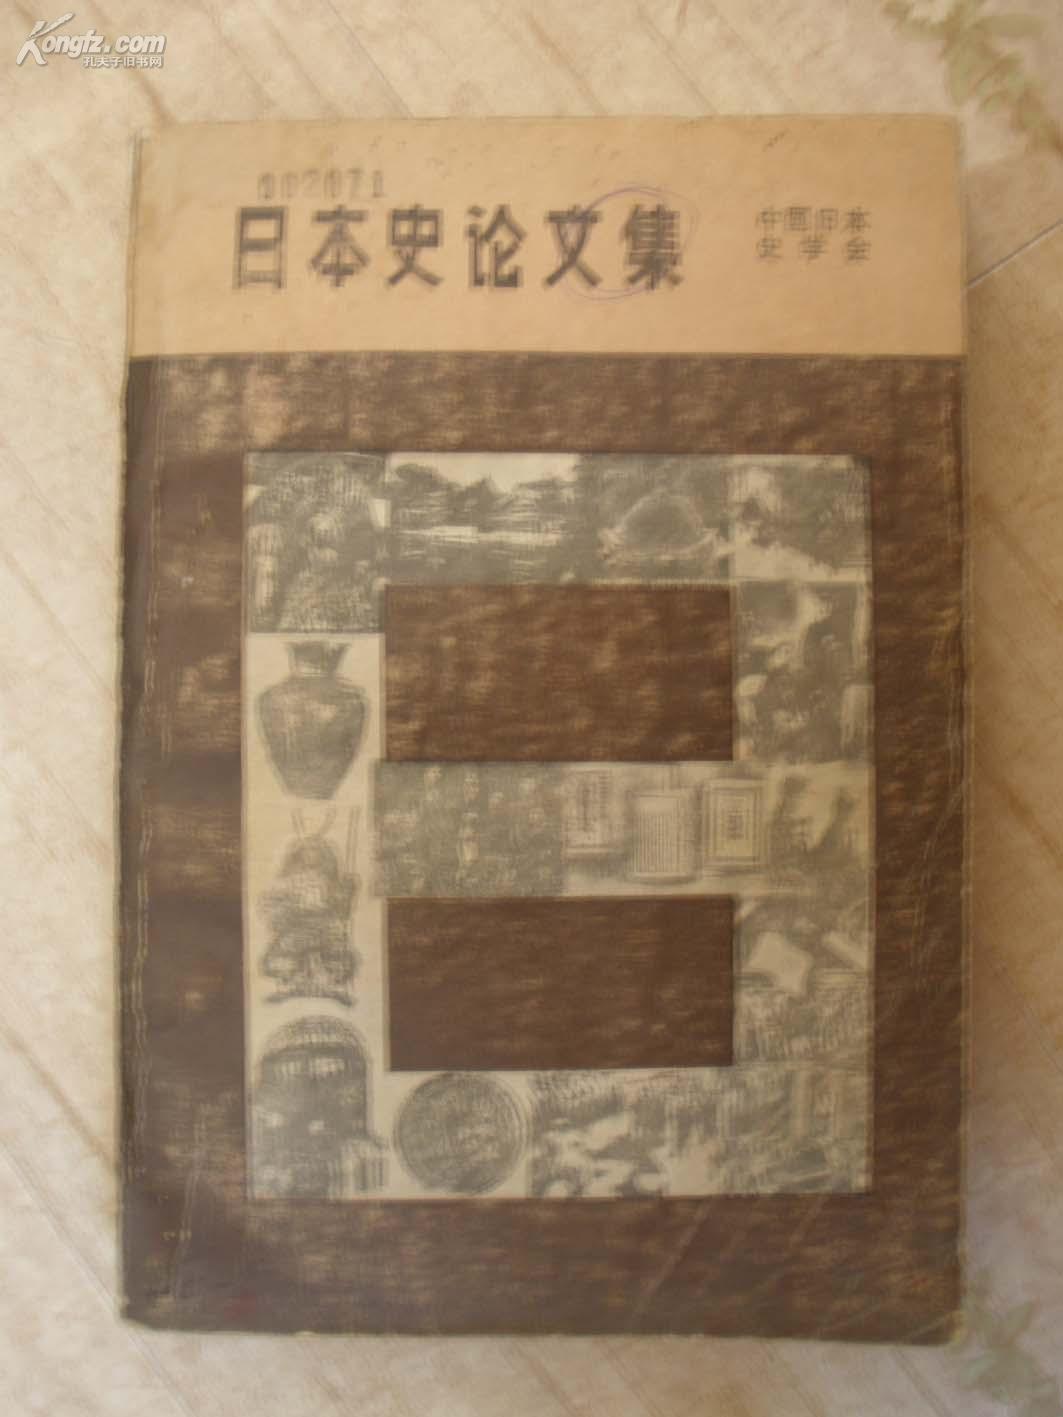 Kongfz.com
孔夫子旧书网
002071
日本史论文集
中国日本
史学会